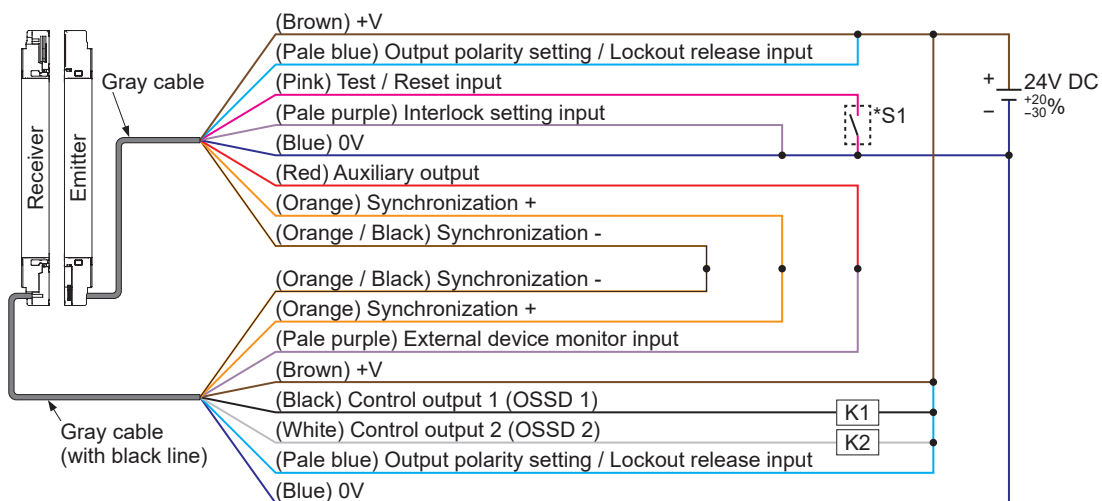 (Brown) +V
(Pale blue) Output polarity setting / Lockout release input
Gray cable
(Pink) Test / Reset input
+
24V DC
+20
−30%
−
(Pale purple) Interlock setting input
*S1
(Blue) 0V
Receiver
Emitter
(Red) Auxiliary output
(Orange) Synchronization +
(Orange / Black) Synchronization -
(Orange / Black) Synchronization -
(Orange) Synchronization +
(Pale purple) External device monitor input
(Brown) +V
(Black) Control output 1 (OSSD 1)
K1
(White) Control output 2 (OSSD 2)
K2
Gray cable
(with black line)
(Pale blue) Output polarity setting / Lockout release input
(Blue) 0V